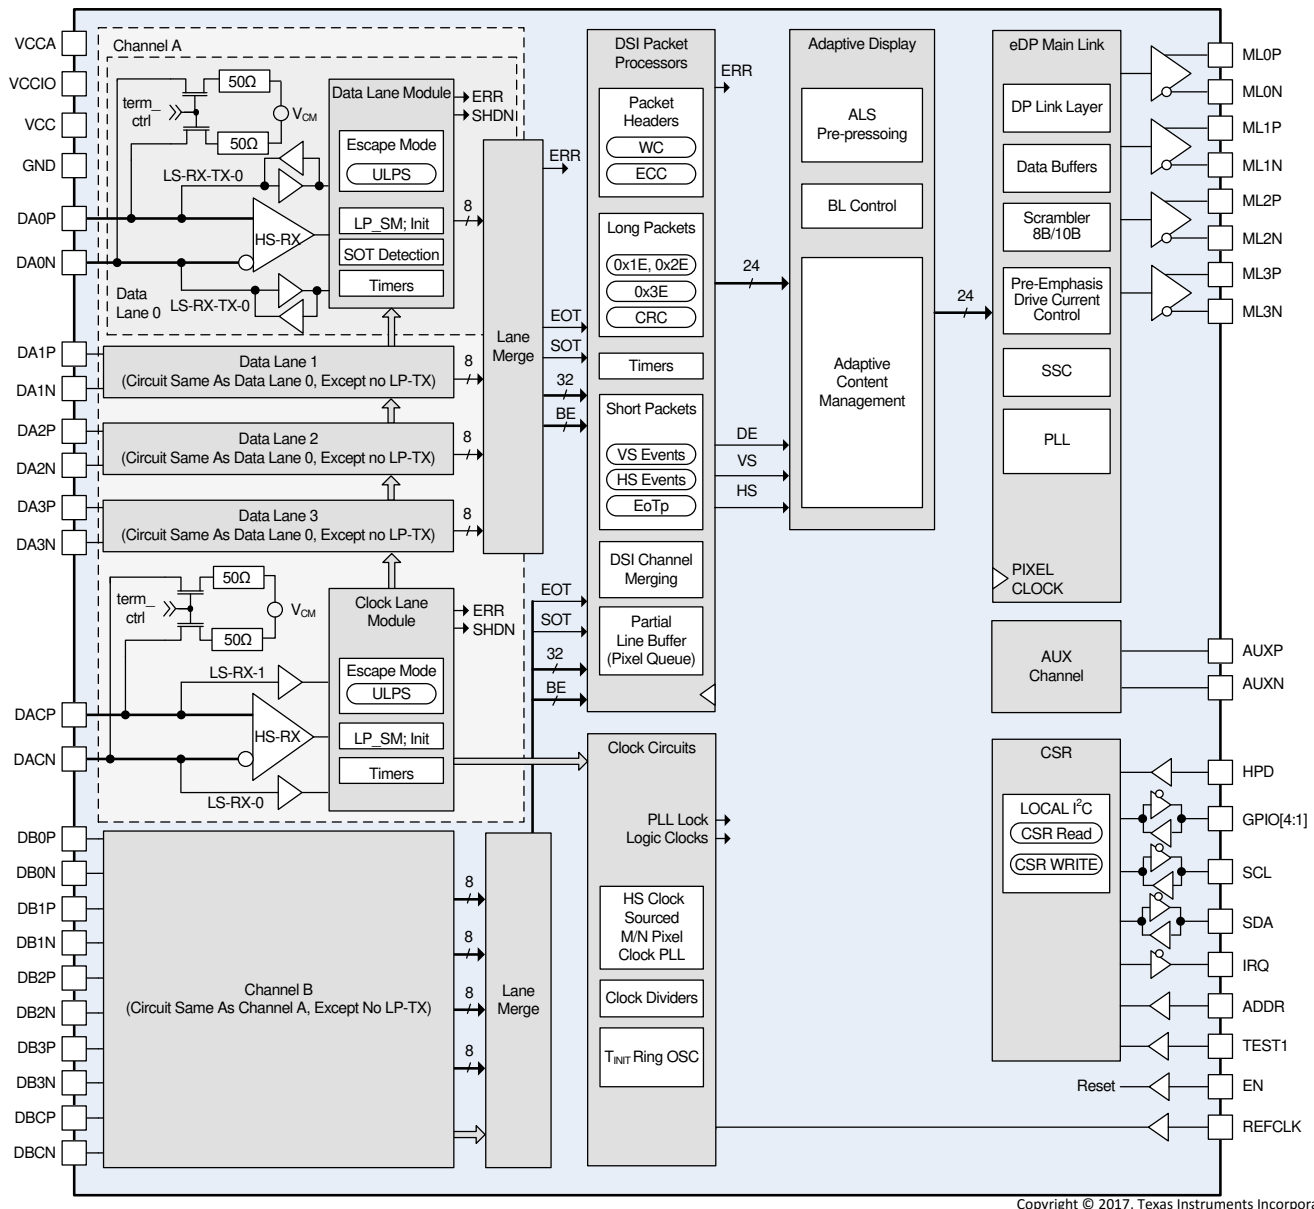 VCCA
VCCIO
VCC
GND
DA0P
DA0N
DA1P
DA1N
DA2P
DA2N
DA3P
DA3N
DACP
DACN
DB0P
DB0N
DB1P
DB1N
DB2P
DB2N
DB3P
DB3N
DBCP
DBCN
Channel A
term_
ctrl
50Ω
50Ω
VCM
LS-RX-TX-0
HS-RX
LS-RX-TX-0
Data
Lane 0
Data Lane Module
ERR
SHDN
Escape Mode
ULPS
LP_SM; Init
SOT Detection
Timers
8
Data Lane 1
(Circuit Same As Data Lane 0, Except no LP-TX)
8
Data Lane 2
(Circuit Same As Data Lane 0, Except no LP-TX)
8
Data Lane 3
(Circuit Same As Data Lane 0, Except no LP-TX)
8
term_
ctrl
50Ω
50Ω
VCM
LS-RX-1
HS-RX
LS-RX-0
Clock Lane
Module
ERR
SHDN
Escape Mode
ULPS
LP_SM; Init
Timers
Channel B
(Circuit Same As Channel A, Except No LP-TX)
8
8
8
8
Lane
Merge
Lane
Merge
ERR
EOT
SOT
32
BE
EOT
SOT
32
BE
DSI Packet
Processors
ERR
Packet
Headers
WC
ECC
Long Packets
0x1E, 0x2E
0x3E
CRC
Timers
Short Packets
VS Events
HS Events
EoTp
DSI Channel
Merging
Partial
Line Buffer
(Pixel Queue)
24
DE
VS
HS
Clock Circuits
PLL Lock
Logic Clocks
HS Clock
Sourced
M/N Pixel
Clock PLL
Clock Dividers
TINIT Ring OSC
Adaptive Display
ALS
Pre-pressoing
BL Control
Adaptive
Content
Management
24
eDP Main Link
DP Link Layer
Data Buffers
Scrambler
8B/10B
Pre-Emphasis
Drive Current
Control
SSC
PLL
PIXEL
CLOCK
AUX
Channel
CSR
LOCAL I²C
CSR Read
CSR WRITE
Reset
ML0P
ML0N
ML1P
ML1N
ML2P
ML2N
ML3P
ML3N
AUXP
AUXN
HPD
GPIO[4:1]
SCL
SDA
IRQ
ADDR
TEST1
EN
REFCLK
Copyright © 2017, Texas Instruments Incorpora